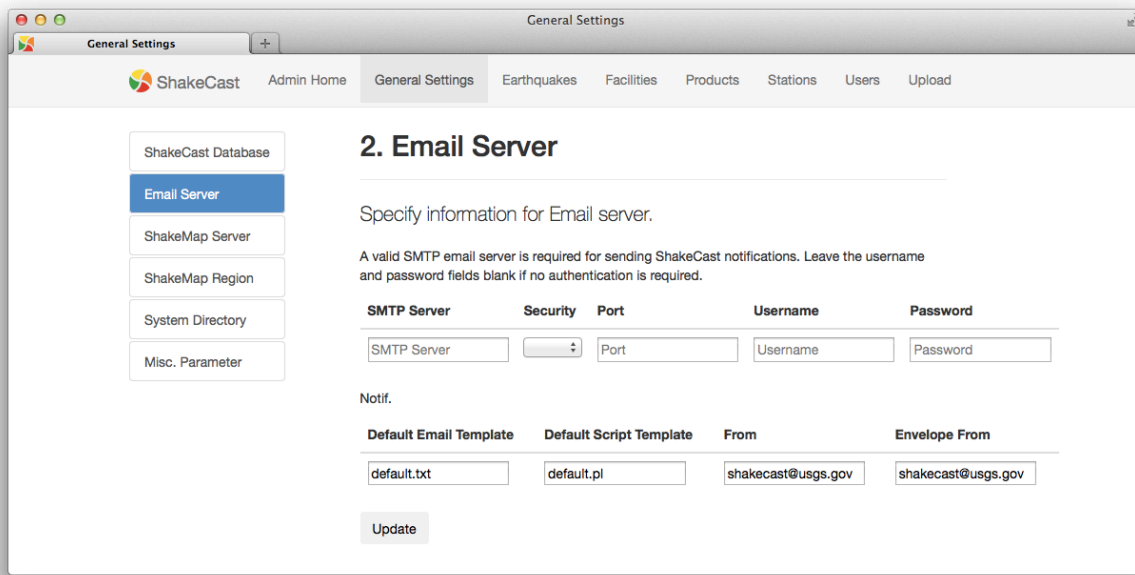 General Settings
General Settings
ShakeCast Admin Home General Settings Earthquakes Facilities Products Stations Users Upload
ShakeCast Database
Email Server
ShakeMap Server
ShakeMap Region
System Directory
Misc. Parameter
2. Email Server
Specify information for Email server.
A valid SMTP email server is required for sending ShakeCast notifications. Leave the username
and password fields blank if no authentication is required.
SMTP Server Security Port Username Password
SMTP Server Port Username Password
Notif.
Default Email Template Default Script Template From Envelope From
default.txt default.pl shakecast@usgs.gov shakecast@usgs.gov
Update